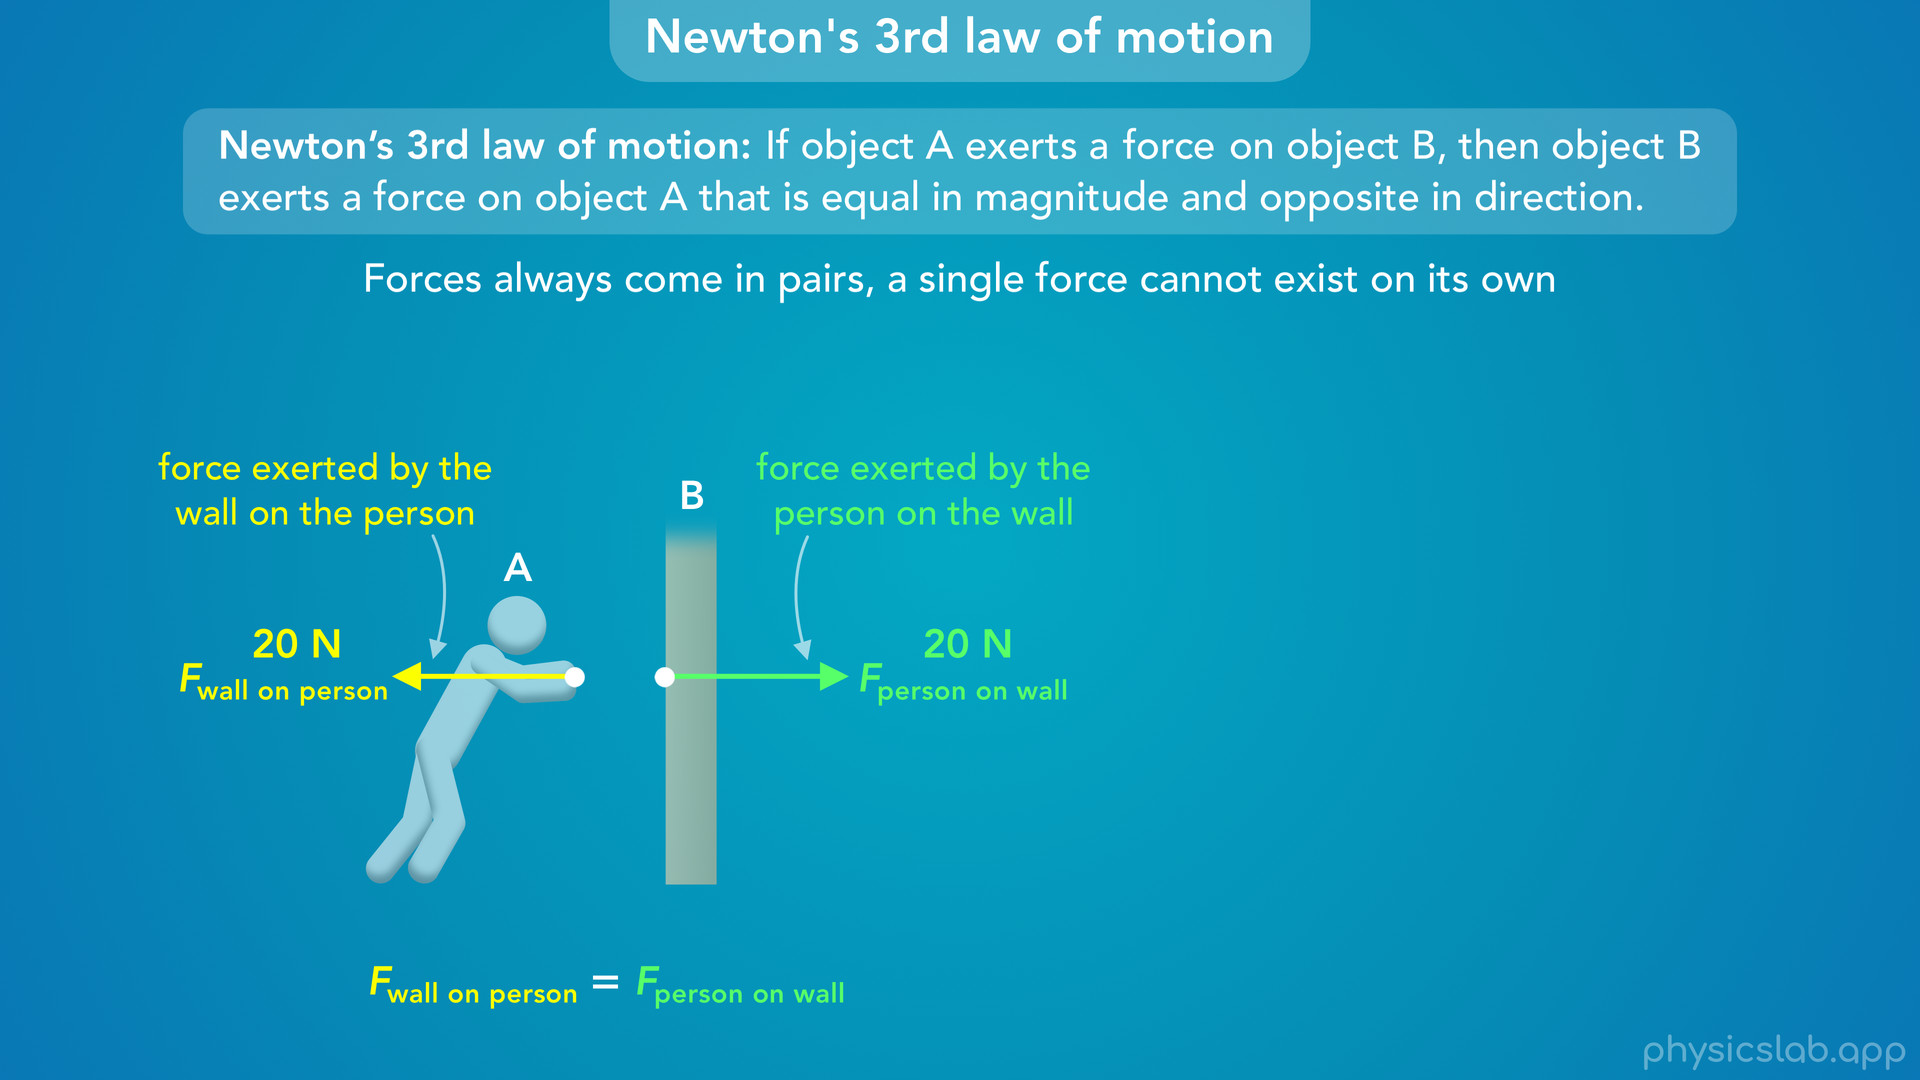 Newton's 3rd law of motion
Newton’s 3rd law of motion: If object A exerts a force on object B, then object B
exerts a force on object A that is equal in magnitude and opposite in direction.
Forces always come in pairs, a single force cannot exist on its own
force exerted by the
wall on the person
A
20 N
Fwall on person
B
force exerted by the
person on the wall
20 N
Fperson on wall
Fwall on person = Fperson on wall
physicslab.app